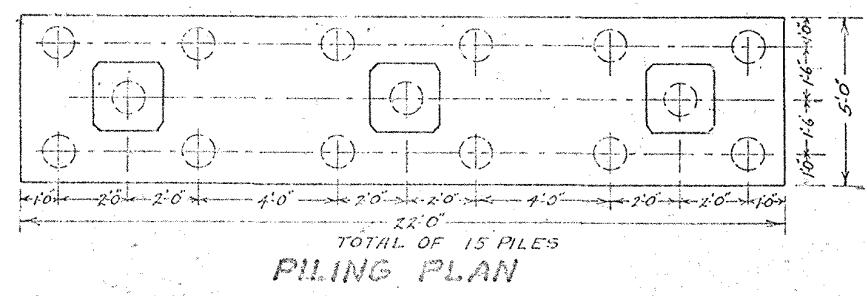 1'-0" 1'-6" 1'-6" 1'-0"
5'-0"
1'-0" 2'-0" 2'-0" 4'-0" 2'-0" 2'-0" 4'-0" 2'-0" 2'-0" 1'-0"
22'-0"
TOTAL OF 15 PILES
PILING PLAN